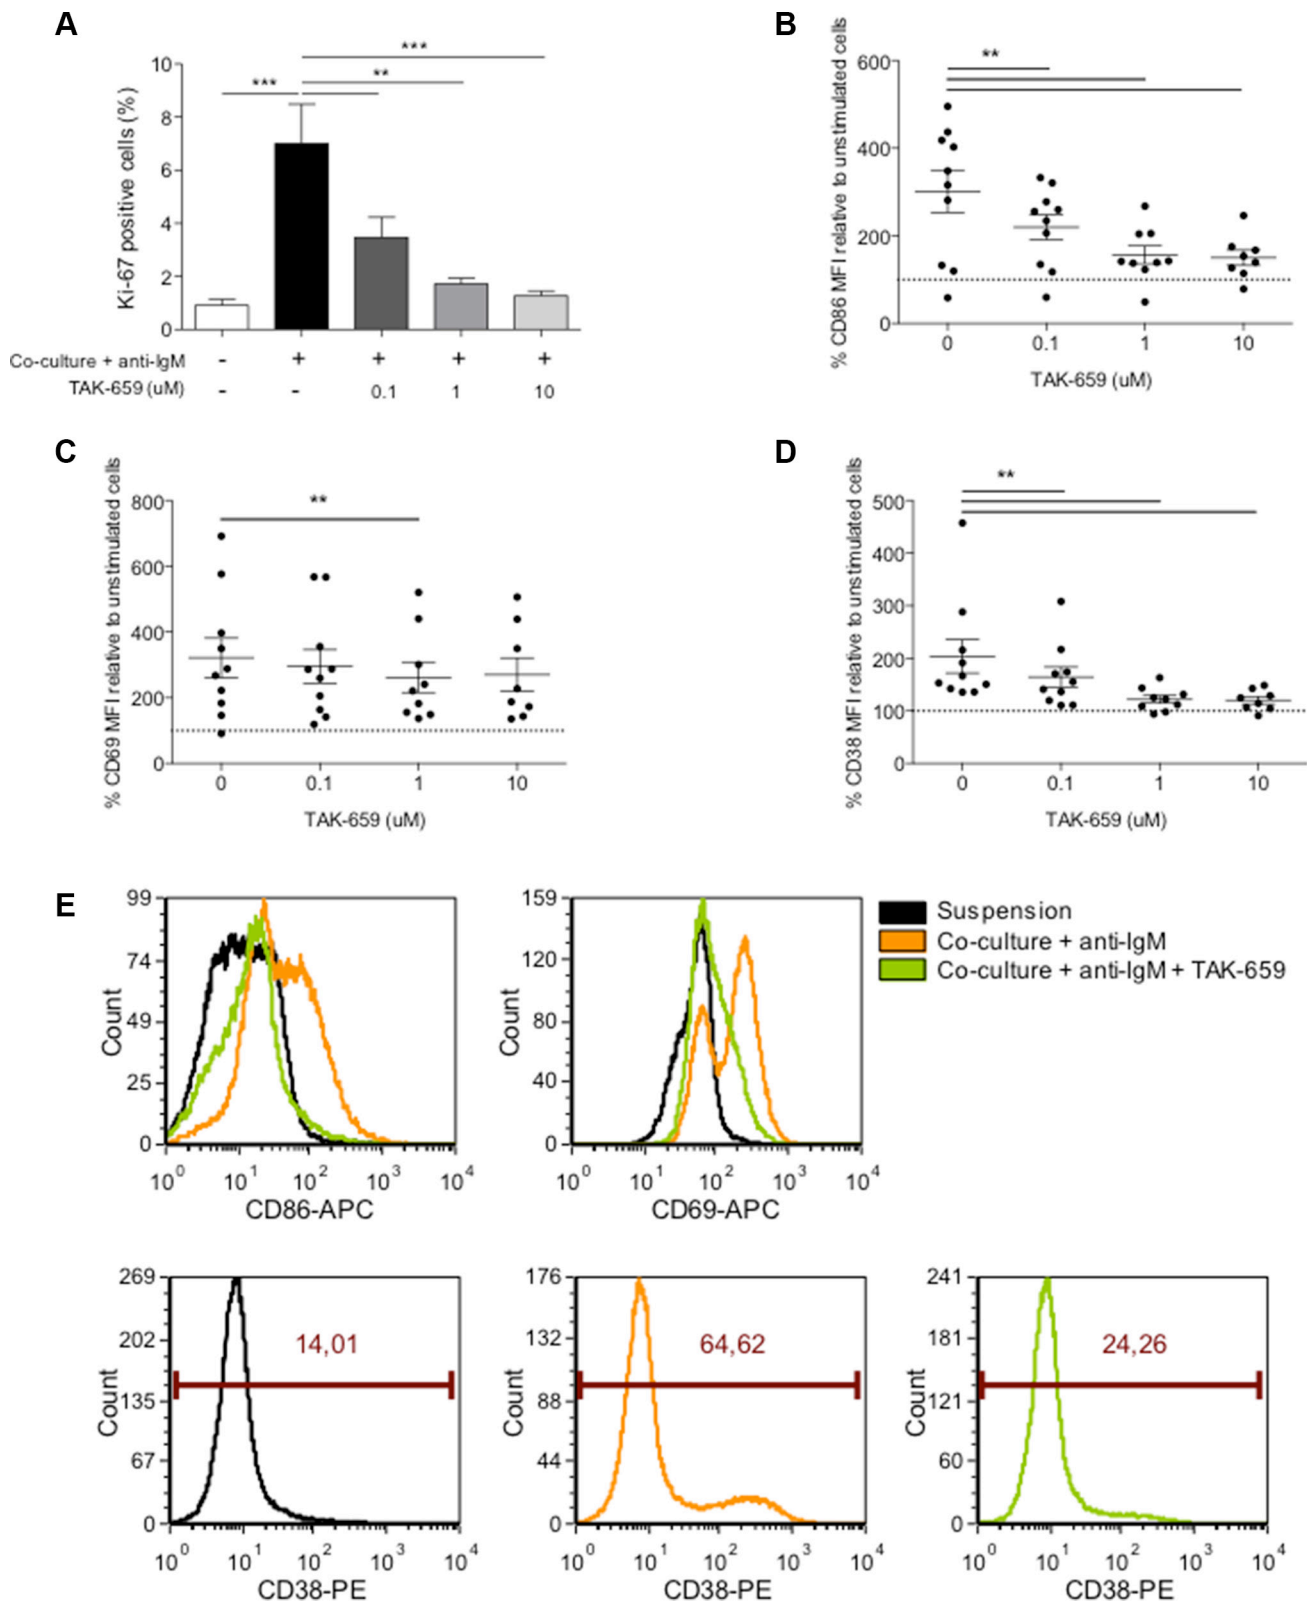 A
Ki-67 positive cells (%)
10
8
6
4
2
0
***
***
**
Co-culture + anti-IgM - + + + +
TAK-659 (uM) - - 0.1 1 10
B
% CD86 MFI relative to unstimulated cells
600
400
200
0
**
0 0.1 1 10
TAK-659 (uM)
C
% CD69 MFI relative to unstimulated cells
800
600
400
200
0
**
0 0.1 1 10
TAK-659 (uM)
D
% CD38 MFI relative to unstimulated cells
500
400
300
200
100
0
**
0 0.1 1 10
TAK-659 (uM)
E
Count
99
74
49
25
0
10^0 10^1 10^2 10^3 10^4
CD86-APC
Count
159
120
80
40
0
10^0 10^1 10^2 10^3 10^4
CD69-APC
Suspension
Co-culture + anti-IgM
Co-culture + anti-IgM + TAK-659
Count
269
202
135
67
0
14,01
10^0 10^1 10^2 10^3 10^4
CD38-PE
Count
176
132
88
44
0
64,62
10^0 10^1 10^2 10^3 10^4
CD38-PE
Count
241
181
121
60
0
24,26
10^0 10^1 10^2 10^3 10^4
CD38-PE